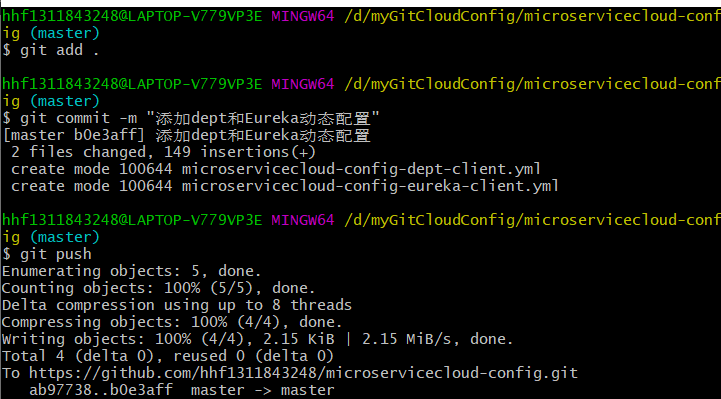 hhf1311843248@LAPTOP-V779VP3E MINGW64 /d/myGitCloudConfig/microservicecloud-conf
ig (master)
$ git add .
hhf1311843248@LAPTOP-V779VP3E MINGW64 /d/myGitCloudConfig/microservicecloud-conf
ig (master)
$ git commit -m "添加dept和Eureka动态配置"
[master b0e3aff] 添加dept和Eureka动态配置
 2 files changed, 149 insertions(+)
 create mode 100644 microservicecloud-config-dept-client.yml
 create mode 100644 microservicecloud-config-eureka-client.yml
hhf1311843248@LAPTOP-V779VP3E MINGW64 /d/myGitCloudConfig/microservicecloud-conf
ig (master)
$ git push
Enumerating objects: 5, done.
Counting objects: 100% (5/5), done.
Delta compression using up to 8 threads
Compressing objects: 100% (4/4), done.
Writing objects: 100% (4/4), 2.15 KiB | 2.15 MiB/s, done.
Total 4 (delta 0), reused 0 (delta 0)
To https://github.com/hhf1311843248/microservicecloud-config.git
   ab97738..b0e3aff  master -> master